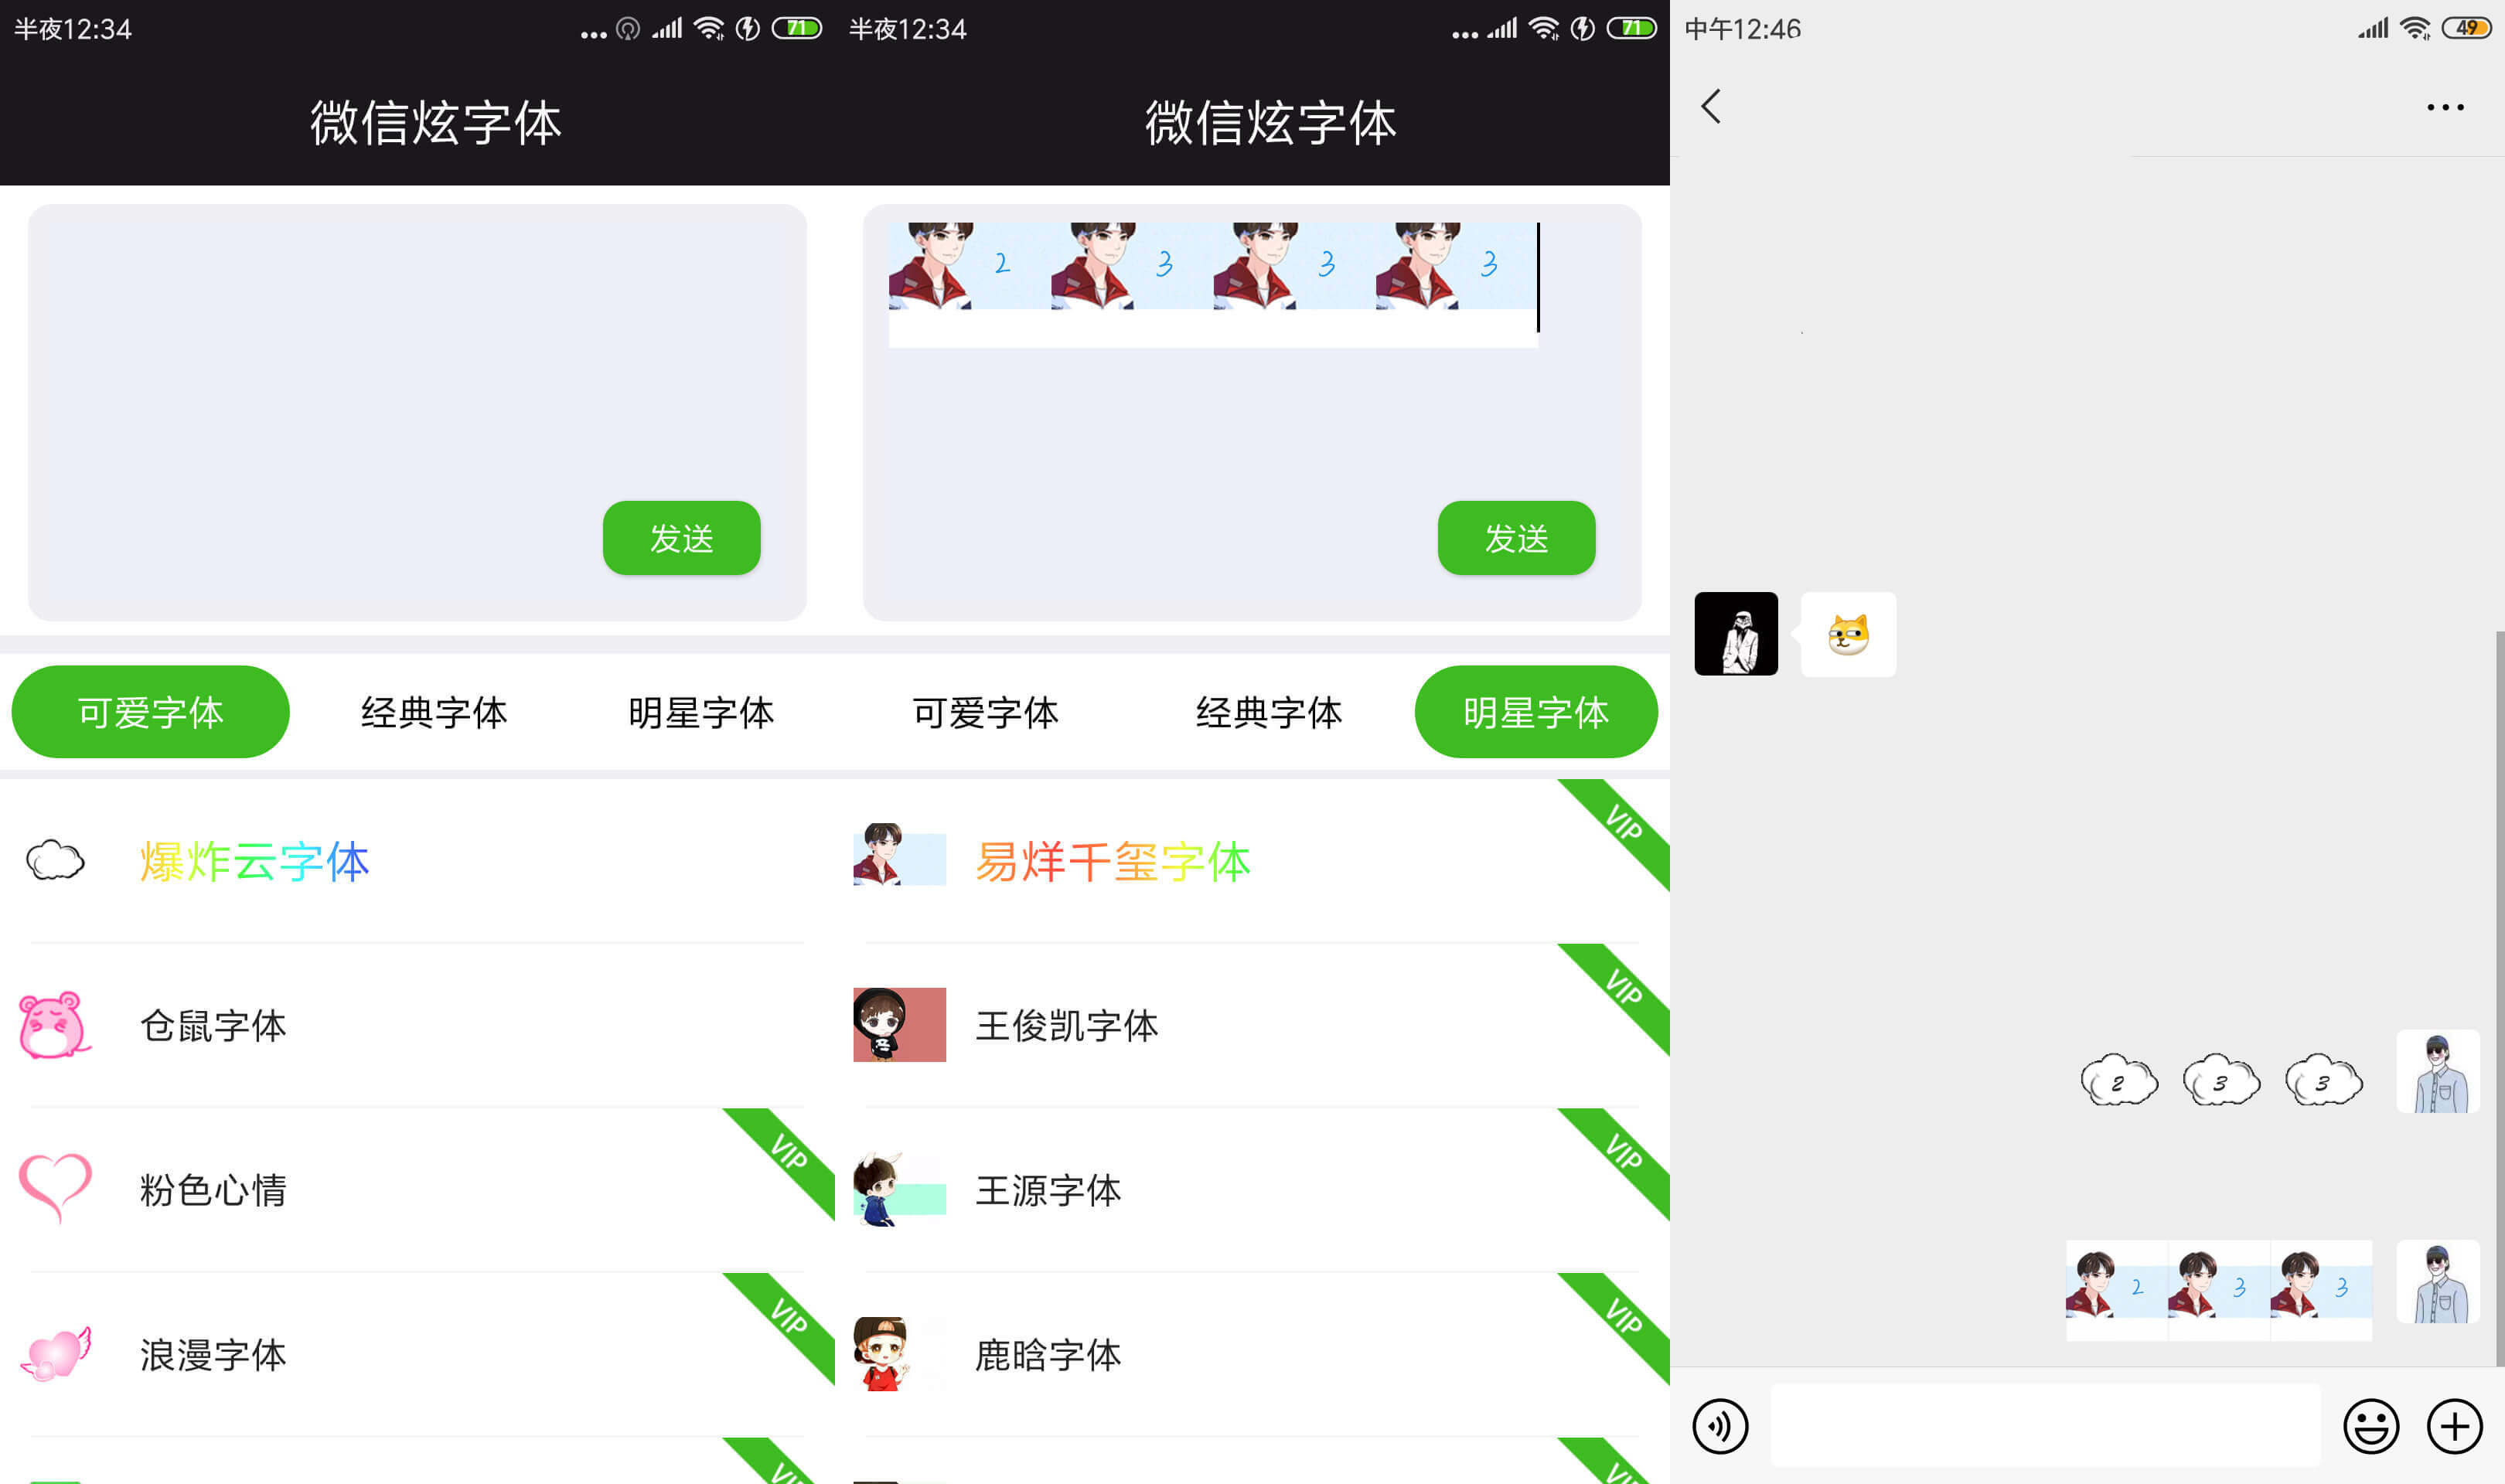 半夜12:34
71
微信炫字体
发送
可爱字体
经典字体
明星字体
爆炸云字体
仓鼠字体
粉色心情
VIP
浪漫字体
VIP
半夜12:34
71
微信炫字体
2 3 3 3
发送
可爱字体
经典字体
明星字体
易烊千玺字体
VIP
王俊凯字体
VIP
王源字体
VIP
鹿晗字体
VIP
中午12:46
49
2 3 3
2 3 3